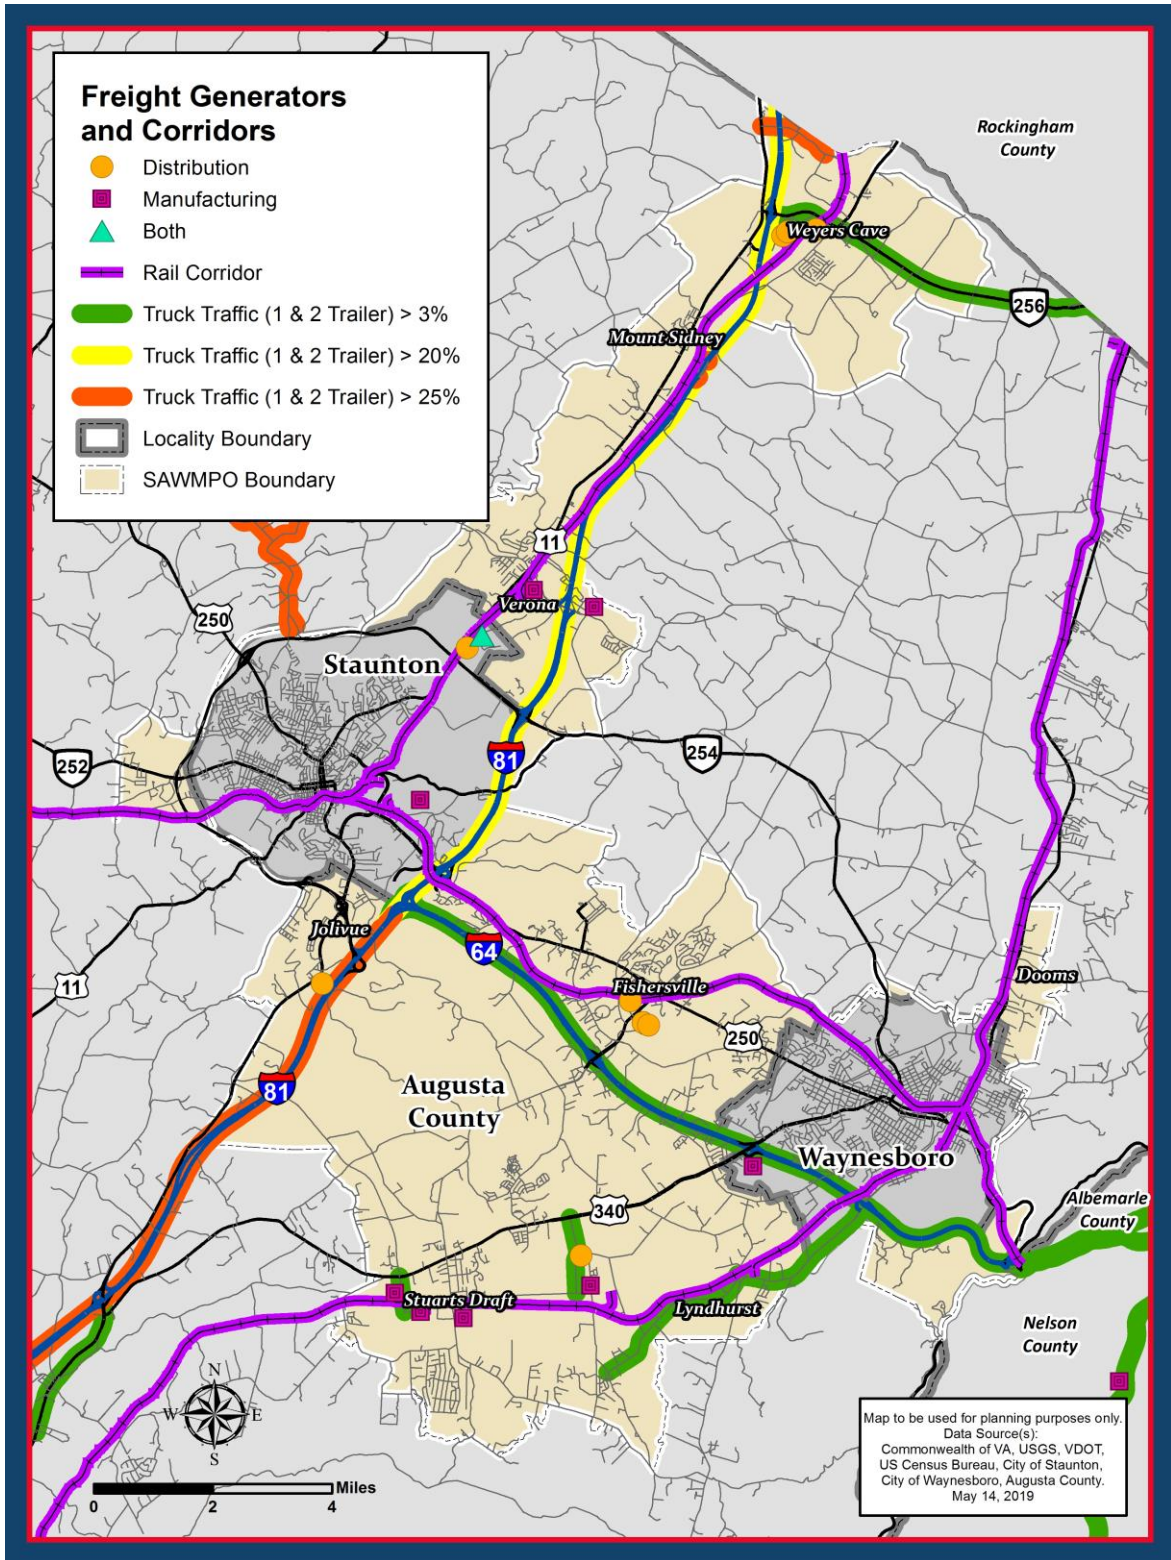 Freight Generators
and Corridors
Distribution
Manufacturing
Both
Rail Corridor
Truck Traffic (1 & 2 Trailer) > 3%
Truck Traffic (1 & 2 Trailer) > 20%
Truck Traffic (1 & 2 Trailer) > 25%
Locality Boundary
SAWMPO Boundary
Rockingham
County
Weyers Cave
256
Mount Sidney
11
Verona
250
Staunton
252
81
254
Jolivue
64
11
Fishersville
Dooms
250
81
Augusta
County
Waynesboro
340
Albemarle
County
Stuarts Draft
Lyndhurst
Nelson
County
N
W
E
S
Miles
0
2
4
Map to be used for planning purposes only.
Data Source(s):
Commonwealth of VA, USGS, VDOT,
US Census Bureau, City of Staunton,
City of Waynesboro, Augusta County.
May 14, 2019